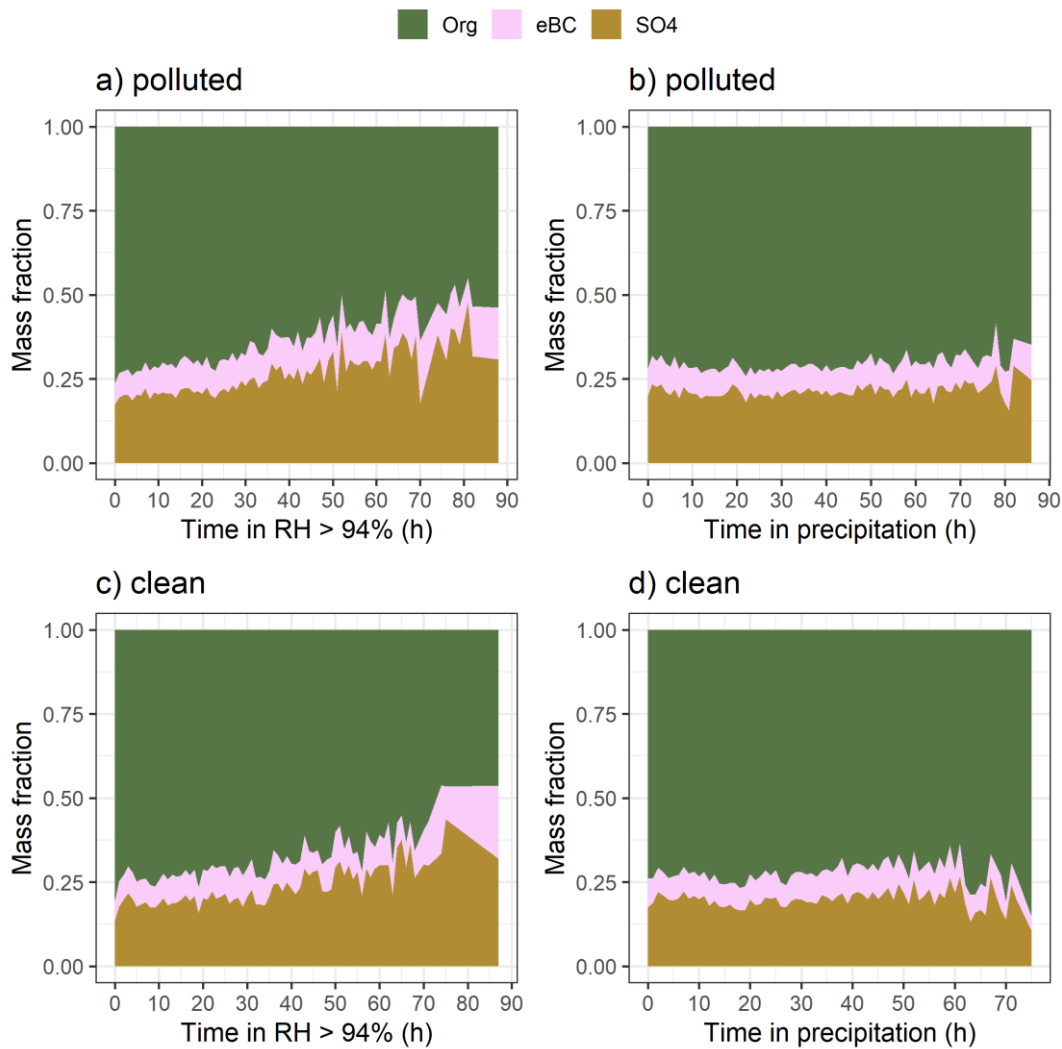 Org eBC SO4
a) polluted
b) polluted
Mass fraction
1.00
0.75
0.50
0.25
0.00
0 10 20 30 40 50 60 70 80 90
Time in RH > 94% (h)
Mass fraction
1.00
0.75
0.50
0.25
0.00
0 10 20 30 40 50 60 70 80 90
Time in precipitation (h)
c) clean
d) clean
Mass fraction
1.00
0.75
0.50
0.25
0.00
0 10 20 30 40 50 60 70 80 90
Time in RH > 94% (h)
Mass fraction
1.00
0.75
0.50
0.25
0.00
0 10 20 30 40 50 60 70
Time in precipitation (h)